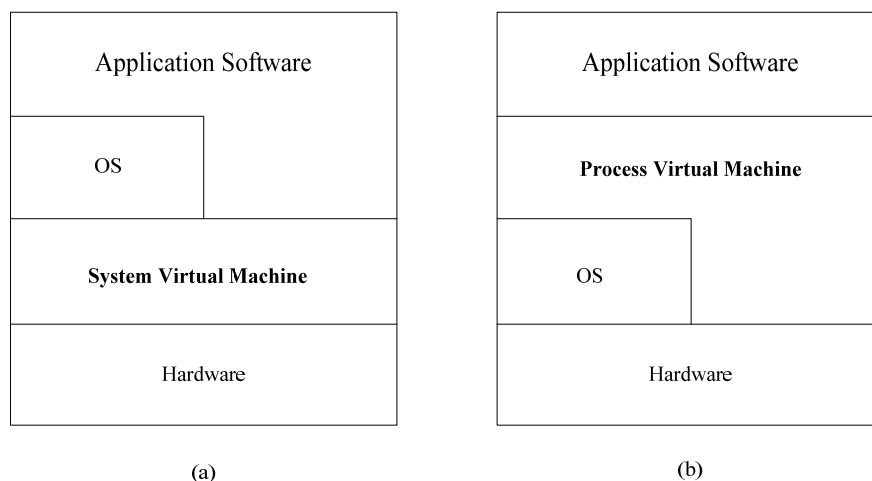 Application Software
OS
System Virtual Machine
Hardware
(a)
Application Software
Process Virtual Machine
OS
Hardware
(b)